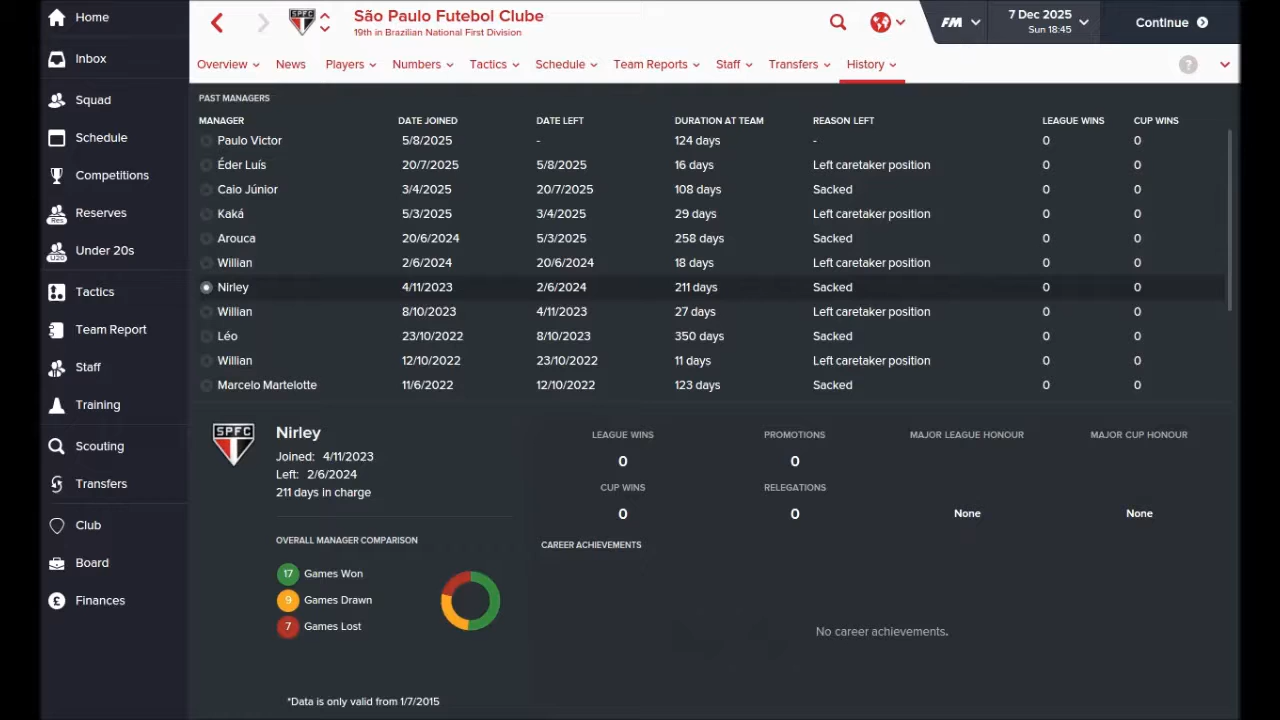 Home
Inbox
Squad
Schedule
Competitions
Res
Reserves
U20
Under 20s
Tactics
Team Report
Staff
Training
Scouting
Transfers
Club
Board
£ Finances
SPFC
São Paulo Futebol Clube
19th in Brazilian National First Division
FM
7 Dec 2025
Sun 18:45
Continue
Overview News Players Numbers Tactics Schedule Team Reports Staff Transfers History ?
PAST MANAGERS
MANAGER DATE JOINED DATE LEFT DURATION AT TEAM REASON LEFT LEAGUE WINS CUP WINS
Paulo Victor 5/8/2025 - 124 days - 0 0
Éder Luís 20/7/2025 5/8/2025 16 days Left caretaker position 0 0
Caio Júnior 3/4/2025 20/7/2025 108 days Sacked 0 0
Kaká 5/3/2025 3/4/2025 29 days Left caretaker position 0 0
Arouca 20/6/2024 5/3/2025 258 days Sacked 0 0
Willian 2/6/2024 20/6/2024 18 days Left caretaker position 0 0
Nirley 4/11/2023 2/6/2024 211 days Sacked 0 0
Willian 8/10/2023 4/11/2023 27 days Left caretaker position 0 0
Léo 23/10/2022 8/10/2023 350 days Sacked 0 0
Willian 12/10/2022 23/10/2022 11 days Left caretaker position 0 0
Marcelo Martelotte 11/6/2022 12/10/2022 123 days Sacked 0 0
SPFC
Nirley
Joined: 4/11/2023
Left: 2/6/2024
211 days in charge
OVERALL MANAGER COMPARISON
17 Games Won
9 Games Drawn
7 Games Lost
*Data is only valid from 1/7/2015
LEAGUE WINS PROMOTIONS MAJOR LEAGUE HONOUR MAJOR CUP HONOUR
0 0
CUP WINS RELEGATIONS
0 0 None None
CAREER ACHIEVEMENTS
No career achievements.